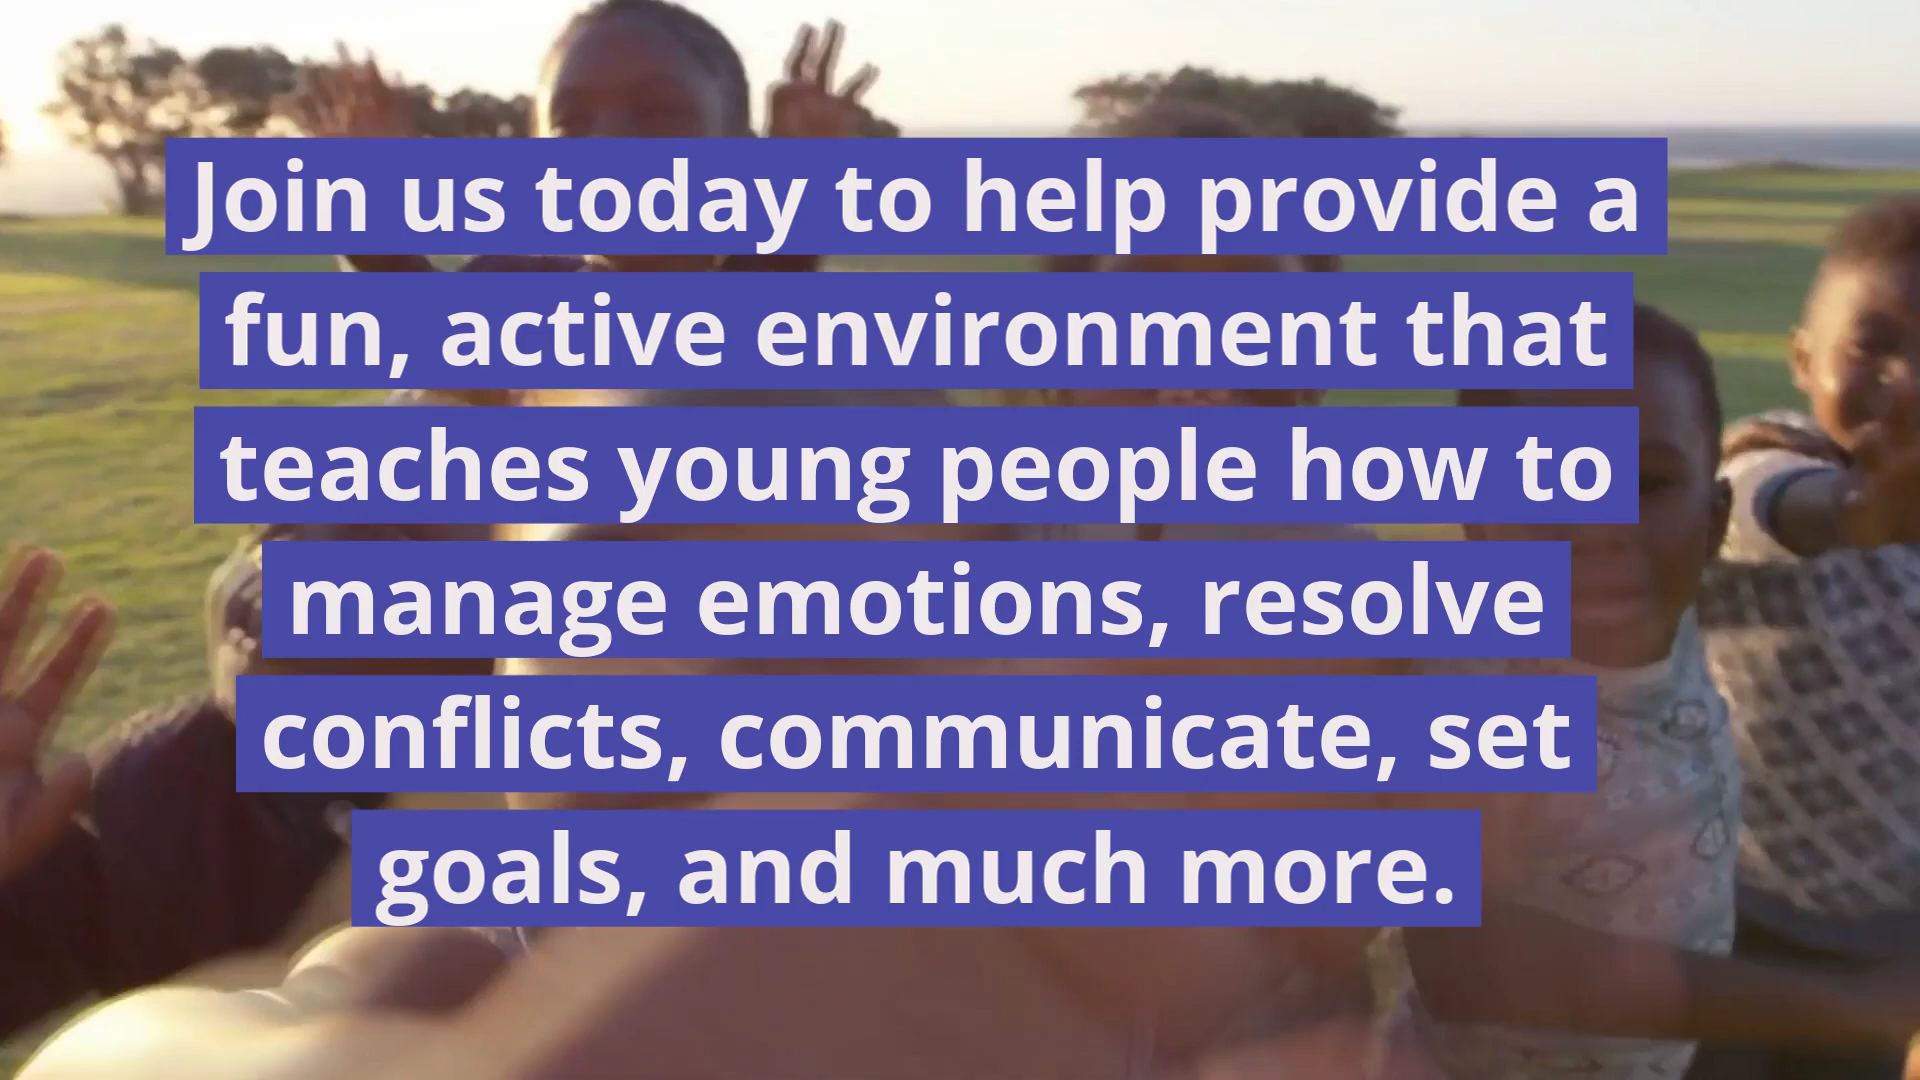 Join us today to help provide a
fun, active environment that
teaches young people how to
manage emotions, resolve
conflicts, communicate, set
goals, and much more.